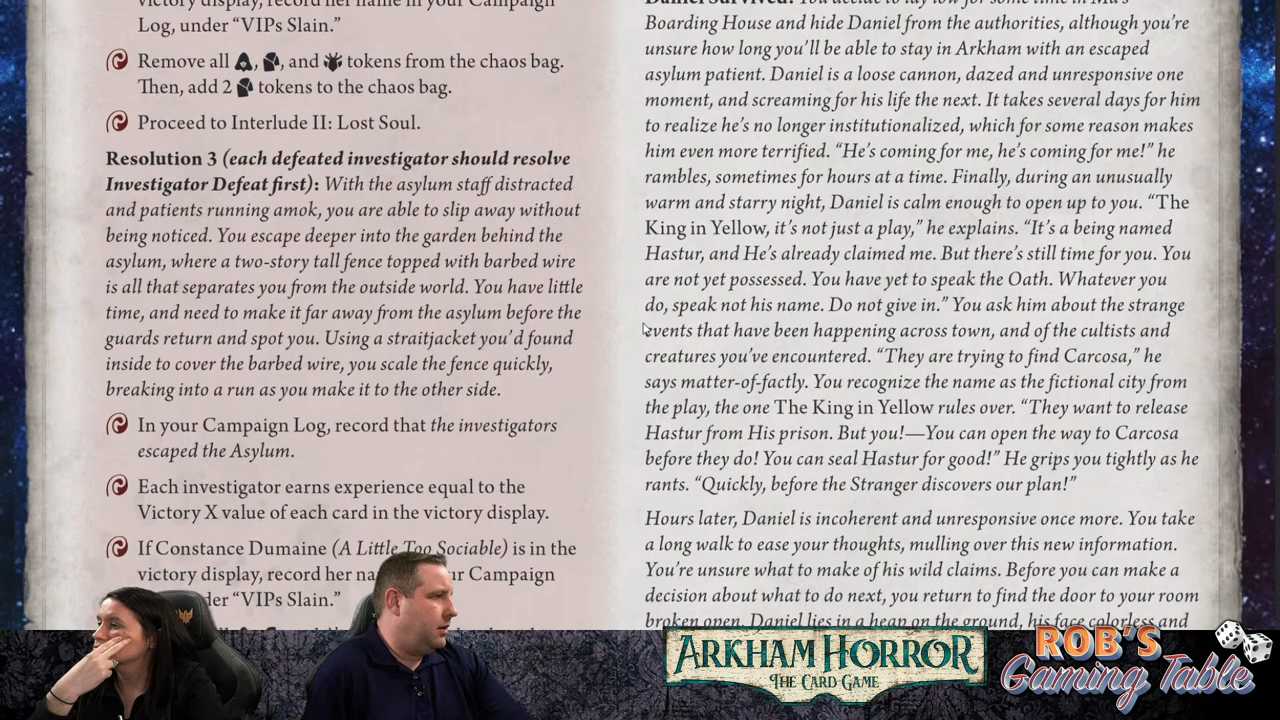 victory display, record her name in your Campaign
Log, under “VIPs Slain.”
Remove all , , and tokens from the chaos bag.
Then, add 2 tokens to the chaos bag.
Proceed to Interlude II: Lost Soul.
Resolution 3 (each defeated investigator should resolve
Investigator Defeat first): With the asylum staff distracted
and patients running amok, you are able to slip away without
being noticed. You escape deeper into the garden behind the
asylum, where a two-story tall fence topped with barbed wire
is all that separates you from the outside world. You have little
time, and need to make it far away from the asylum before the
guards return and spot you. Using a straitjacket you’d found
inside to cover the barbed wire, you scale the fence quickly,
breaking into a run as you make it to the other side.
In your Campaign Log, record that the investigators
escaped the Asylum.
Each investigator earns experience equal to the
Victory X value of each card in the victory display.
If Constance Dumaine (A Little Too Sociable) is in the
victory display, record her na r Campaign
der “VIPs Slain.”
Daniel Survived: You decide to lay low for some time in Ma’s
Boarding House and hide Daniel from the authorities, although you’re
unsure how long you’ll be able to stay in Arkham with an escaped
asylum patient. Daniel is a loose cannon, dazed and unresponsive one
moment, and screaming for his life the next. It takes several days for him
to realize he’s no longer institutionalized, which for some reason makes
him even more terrified. “He’s coming for me, he’s coming for me!” he
rambles, sometimes for hours at a time. Finally, during an unusually
warm and starry night, Daniel is calm enough to open up to you. “The
King in Yellow, it’s not just a play,” he explains. “It’s a being named
Hastur, and He’s already claimed me. But there’s still time for you. You
are not yet possessed. You have yet to speak the Oath. Whatever you
do, speak not his name. Do not give in.” You ask him about the strange
events that have been happening across town, and of the cultists and
creatures you’ve encountered. “They are trying to find Carcosa,” he
says matter-of-factly. You recognize the name as the fictional city from
the play, the one The King in Yellow rules over. “They want to release
Hastur from His prison. But you!—You can open the way to Carcosa
before they do! You can seal Hastur for good!” He grips you tightly as he
rants. “Quickly, before the Stranger discovers our plan!”
Hours later, Daniel is incoherent and unresponsive once more. You take
a long walk to ease your thoughts, mulling over this new information.
You’re unsure what to make of his wild claims. Before you can make a
decision about what to do next, you return to find the door to your room
broken open. Daniel lies in a heap on the ground, his face colorless and
ARKHAM HORROR
THE CARD GAME
ROB’S
Gaming Table